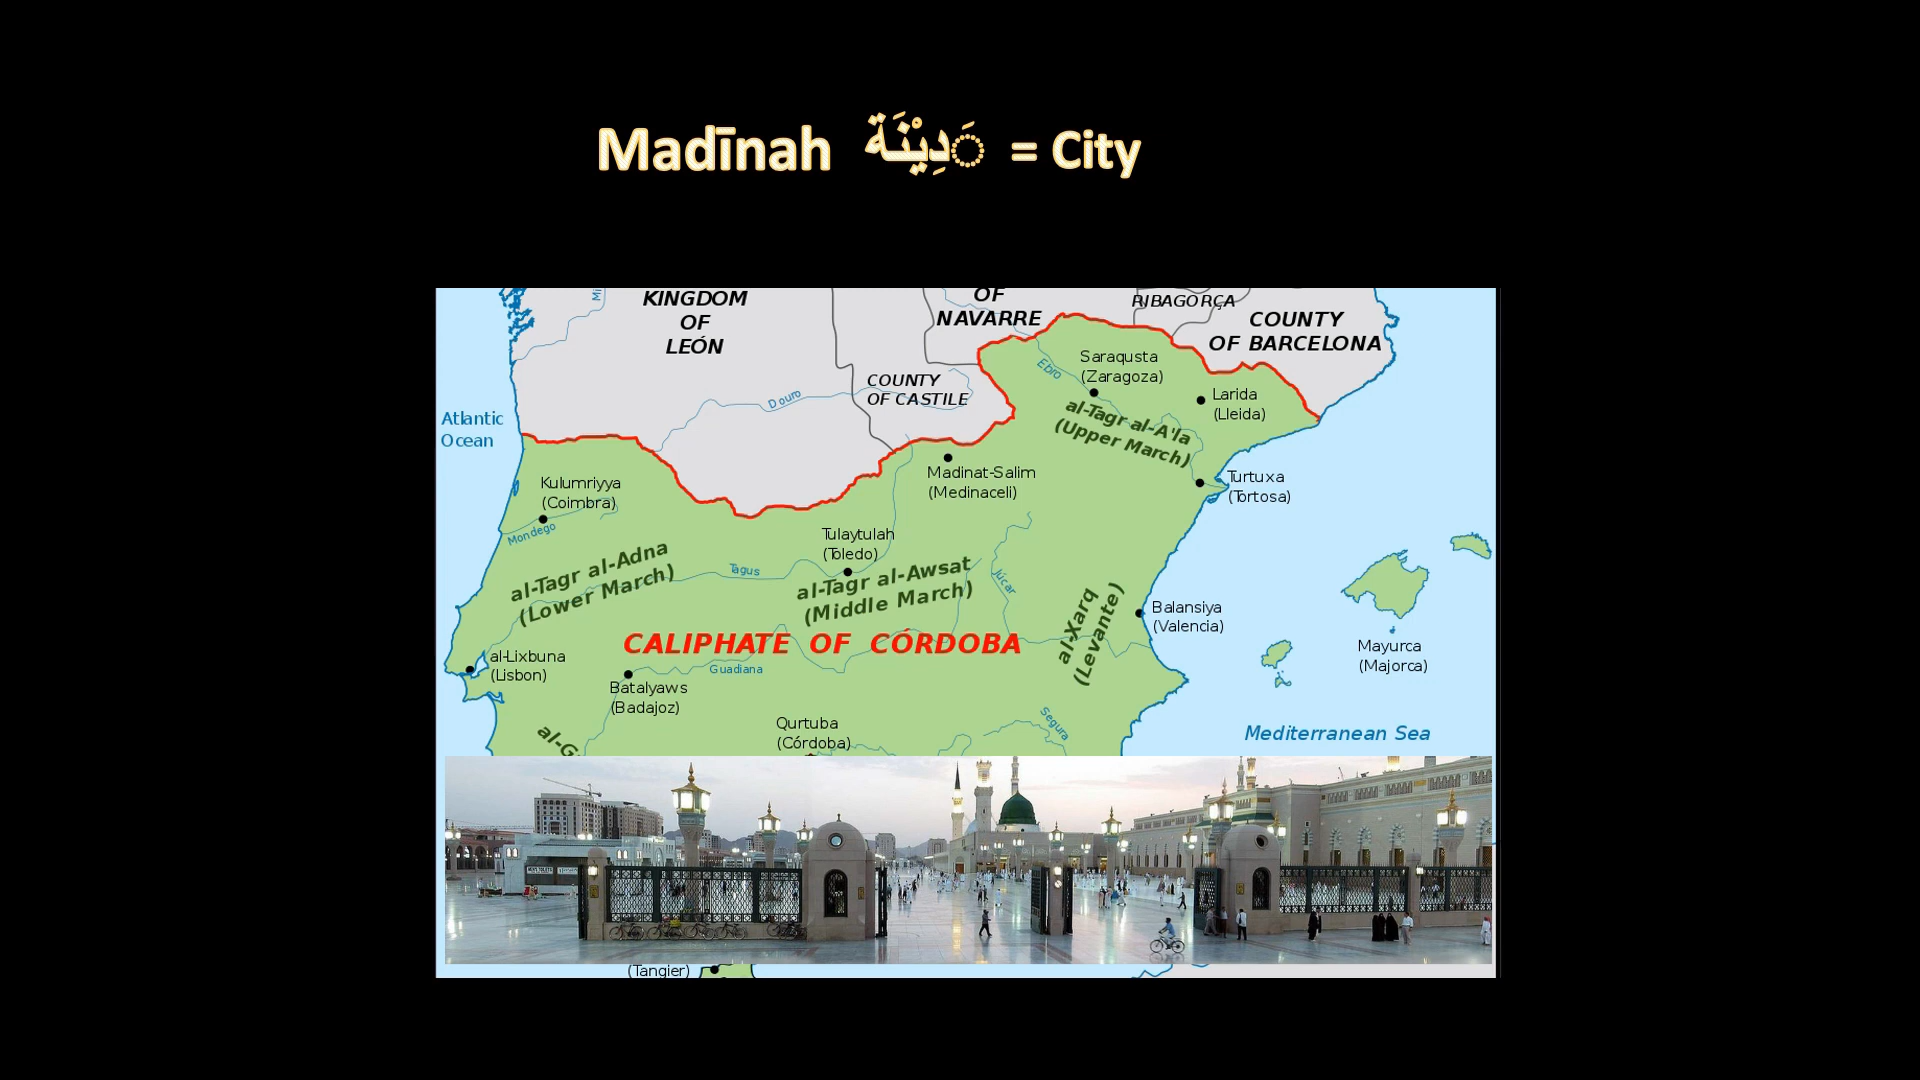 Madīnah ◌َدِيْنَة = City
KINGDOM
OF
LEÓN
OF
NAVARRE
RIBAGORÇA
COUNTY
OF BARCELONA
COUNTY
OF CASTILE
Douro
Ebro
Saraqusta
(Zaragoza)
Larida
(Lleida)
Atlantic
Ocean
al-Tagr al-A'la
(Upper March)
Madinat-Salim
(Medinaceli)
Turtuxa
(Tortosa)
Kulumriyya
(Coimbra)
Mondego
Tulaytulah
(Toledo)
al-Tagr al-Adna
(Lower March)
Tagus
al-Tagr al-Awsat
(Middle March)
Júcar
al-Xarq
(Levante)
Balansiya
(Valencia)
CALIPHATE OF CÓRDOBA
Mayurca
(Majorca)
al-Lixbuna
(Lisbon)
Guadiana
Batalyaws
(Badajoz)
Qurtuba
(Córdoba)
Segura
Mediterranean Sea
(Tangier)